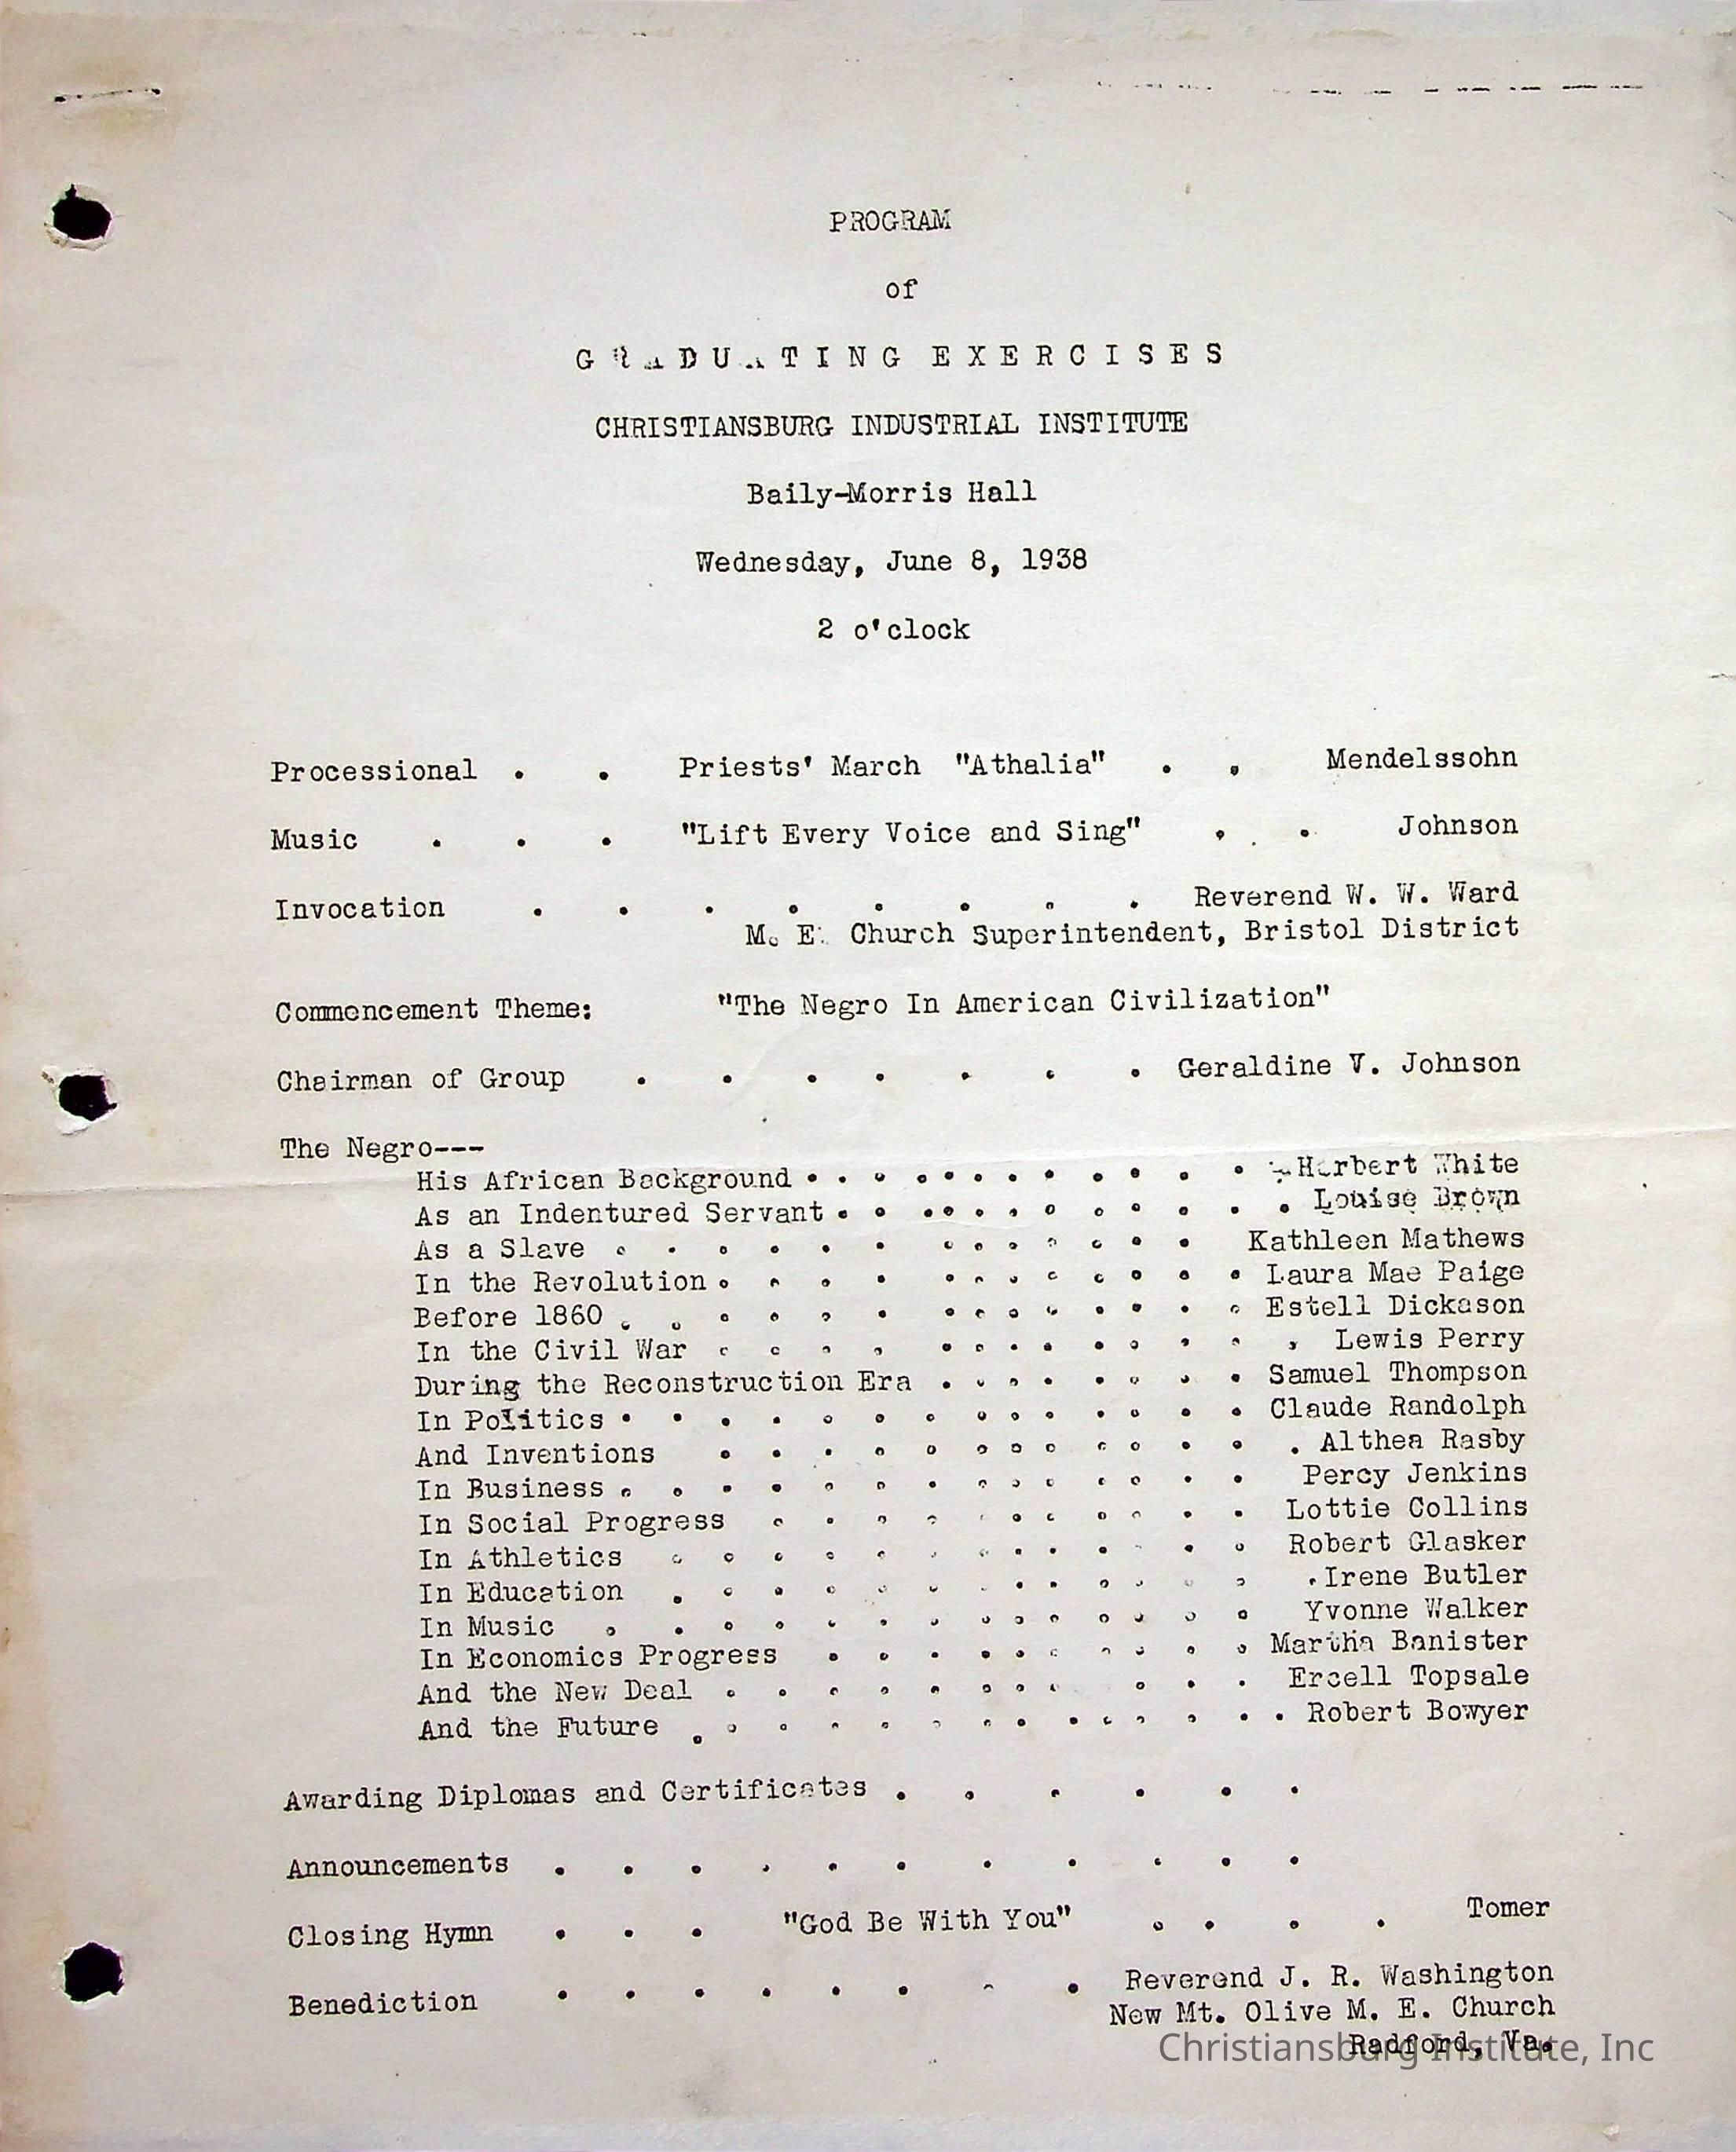 PROGRAM
of
GRADUATING EXERCISES
CHRISTIANSBURG INDUSTRIAL INSTITUTE
Baily-Morris Hall
Wednesday, June 8, 1938
2 o'clock
Processional . . Priests' March "Athalia" . . Mendelssohn
Music . . . "Lift Every Voice and Sing" . . Johnson
Invocation . . . . . . . . Reverend W. W. Ward
M. E. Church Superintendent, Bristol District
Commencement Theme: "The Negro In American Civilization"
Chairman of Group . . . . . . . Geraldine V. Johnson
The Negro---
His African Background . . . . . . . . . . . . Herbert White
As an Indentured Servant . . . . . . . . . . . . Louise Brown
As a Slave . . . . . . . . . . . . . Kathleen Mathews
In the Revolution . . . . . . . . . . . . Laura Mae Paige
Before 1860 . . . . . . . . . . . . . . Estell Dickason
In the Civil War . . . . . . . . . . . . . Lewis Perry
During the Reconstruction Era . . . . . . . . Samuel Thompson
In Politics . . . . . . . . . . . . . . Claude Randolph
And Inventions . . . . . . . . . . . . . Althea Rasby
In Business . . . . . . . . . . . . . . Percy Jenkins
In Social Progress . . . . . . . . . . . Lottie Collins
In Athletics . . . . . . . . . . . . . Robert Glasker
In Education . . . . . . . . . . . . . Irene Butler
In Music . . . . . . . . . . . . . . Yvonne Walker
In Economics Progress . . . . . . . . . . Martha Banister
And the New Deal . . . . . . . . . . . Ercell Topsale
And the Future . . . . . . . . . . . . . Robert Bowyer
Awarding Diplomas and Certificates . . . . . .
Announcements . . . . . . . . . . .
Closing Hymn . . . "God Be With You" . . . . Tomer
Benediction . . . . . . . . Reverend J. R. Washington
New Mt. Olive M. E. Church
Radford, Va.
Christiansburg Institute, Inc